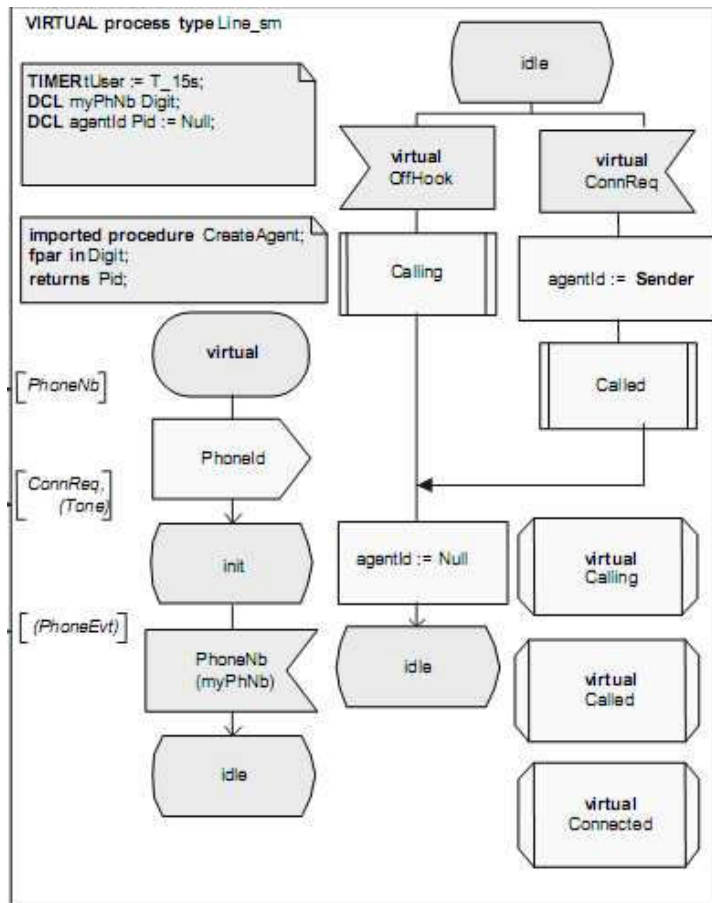 VIRTUAL process type Line_sm
TIMER tUser := T_15s;
DCL myPhNb Digit;
DCL agentId Pid := Null;
imported procedure CreateAgent;
fpar in Digit;
returns Pid;
virtual
[PhoneNb]
PhoneId
[ConnReq,
(Tone)]
init
[(PhoneEvt)]
PhoneNb
(myPhNb)
idle
idle
virtual
OffHook
virtual
ConnReq
Calling
agentId := Sender
Called
agentId := Null
idle
virtual
Calling
virtual
Called
virtual
Connected